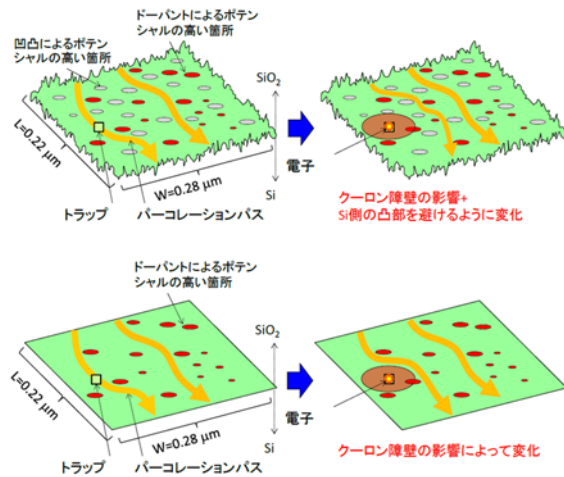 凹凸によるポテン
シャルの高い箇所
ドーパントによるポテン
シャルの高い箇所
SiO2
L=0.22 μm
W=0.28 μm
Si
トラップ
パーコレーションパス
電子
クーロン障壁の影響+
Si側の凸部を避けるように変化
ドーパントによるポテン
シャルの高い箇所
SiO2
L=0.22 μm
W=0.28 μm
Si
トラップ
パーコレーションパス
電子
クーロン障壁の影響によって変化